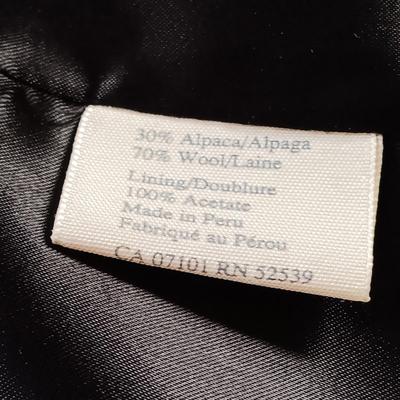 30% Alpaca/Alpaga
70% Wool/Laine
Lining/Doublure
100% Acetate
Made in Peru
Fabriqué au Pérou
CA 07101 RN 52539